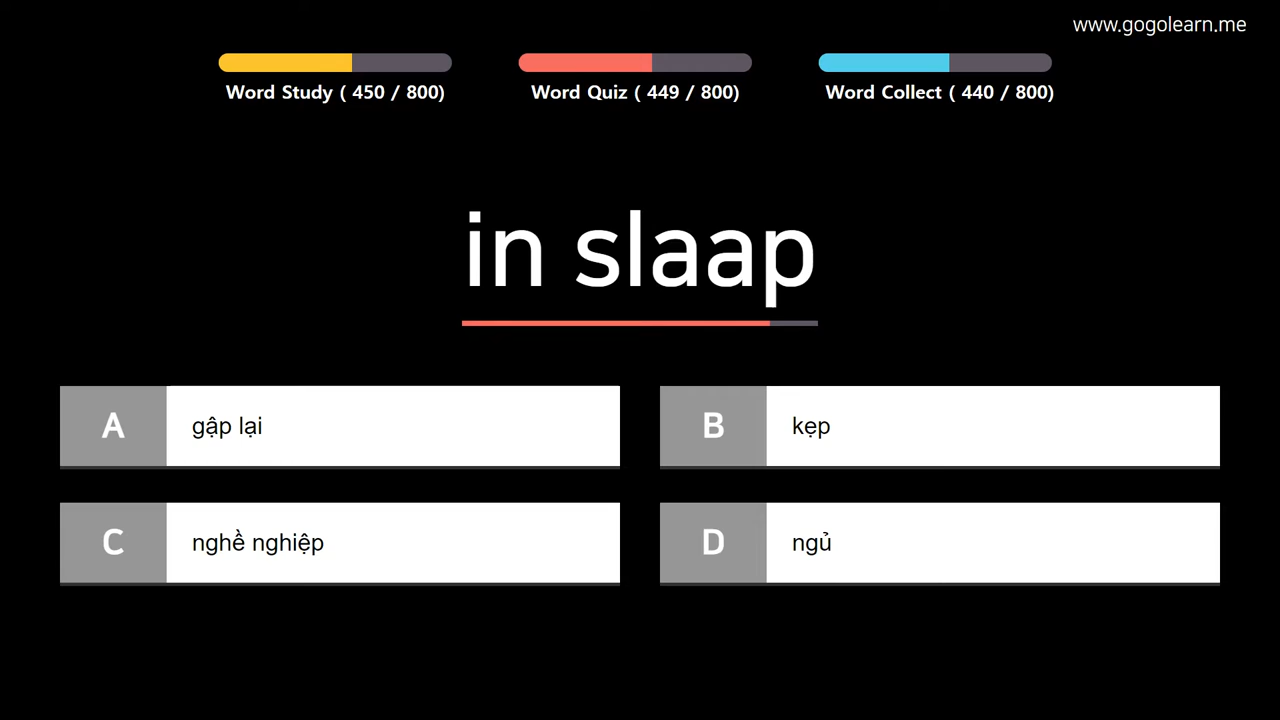 www.gogolearn.me
Word Study ( 450 / 800)
Word Quiz ( 449 / 800)
Word Collect ( 440 / 800)
in slaap
A
gập lại
B
kẹp
C
nghề nghiệp
D
ngủ